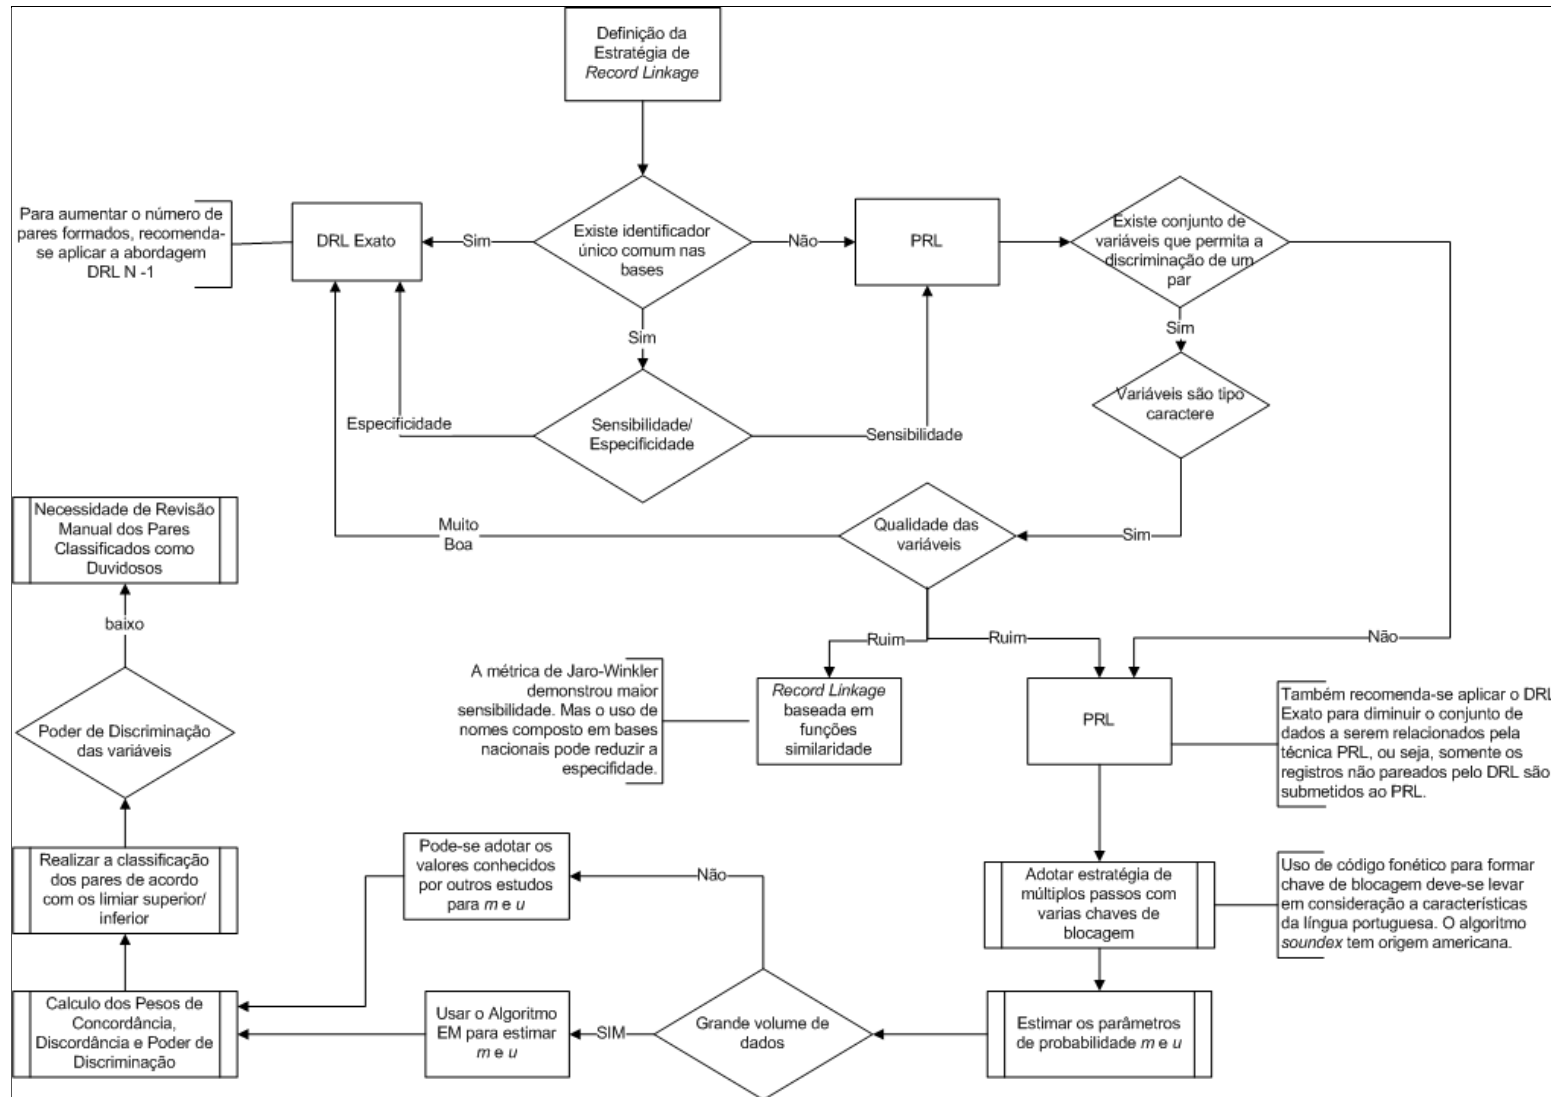 Definição da
Estratégia de
Record Linkage
Para aumentar o número de
pares formados, recomenda-
se aplicar a abordagem
DRL N -1
DRL Exato
Sim
Existe identificador
único comum nas
bases
Não
PRL
Existe conjunto de
variáveis que permita a
discriminação de um
par
Sim
Sim
Variáveis são tipo
caractere
Especificidade
Sensibilidade/
Especificidade
Sensibilidade
Necessidade de Revisão
Manual dos Pares
Classificados como
Duvidosos
Muito
Boa
Qualidade das
variáveis
Sim
baixo
Ruim
Ruim
Não
Poder de Discriminação
das variáveis
A métrica de Jaro-Winkler
demonstrou maior
sensibilidade. Mas o uso de
nomes composto em bases
nacionais pode reduzir a
especifidade.
Record Linkage
baseada em
funções
similaridade
PRL
Também recomenda-se aplicar o DRL
Exato para diminuir o conjunto de
dados a serem relacionados pela
técnica PRL, ou seja, somente os
registros não pareados pelo DRL são
submetidos ao PRL.
Realizar a classificação
dos pares de acordo
com os limiar superior/
inferior
Pode-se adotar os
valores conhecidos
por outros estudos
para m e u
Não
Adotar estratégia de
múltiplos passos com
varias chaves de
blocagem
Uso de código fonético para formar
chave de blocagem deve-se levar
em consideração a características
da língua portuguesa. O algoritmo
soundex tem origem americana.
Calculo dos Pesos de
Concordância,
Discordância e Poder de
Discriminação
Usar o Algoritmo
EM para estimar
m e u
SIM
Grande volume de
dados
Estimar os parâmetros
de probabilidade m e u